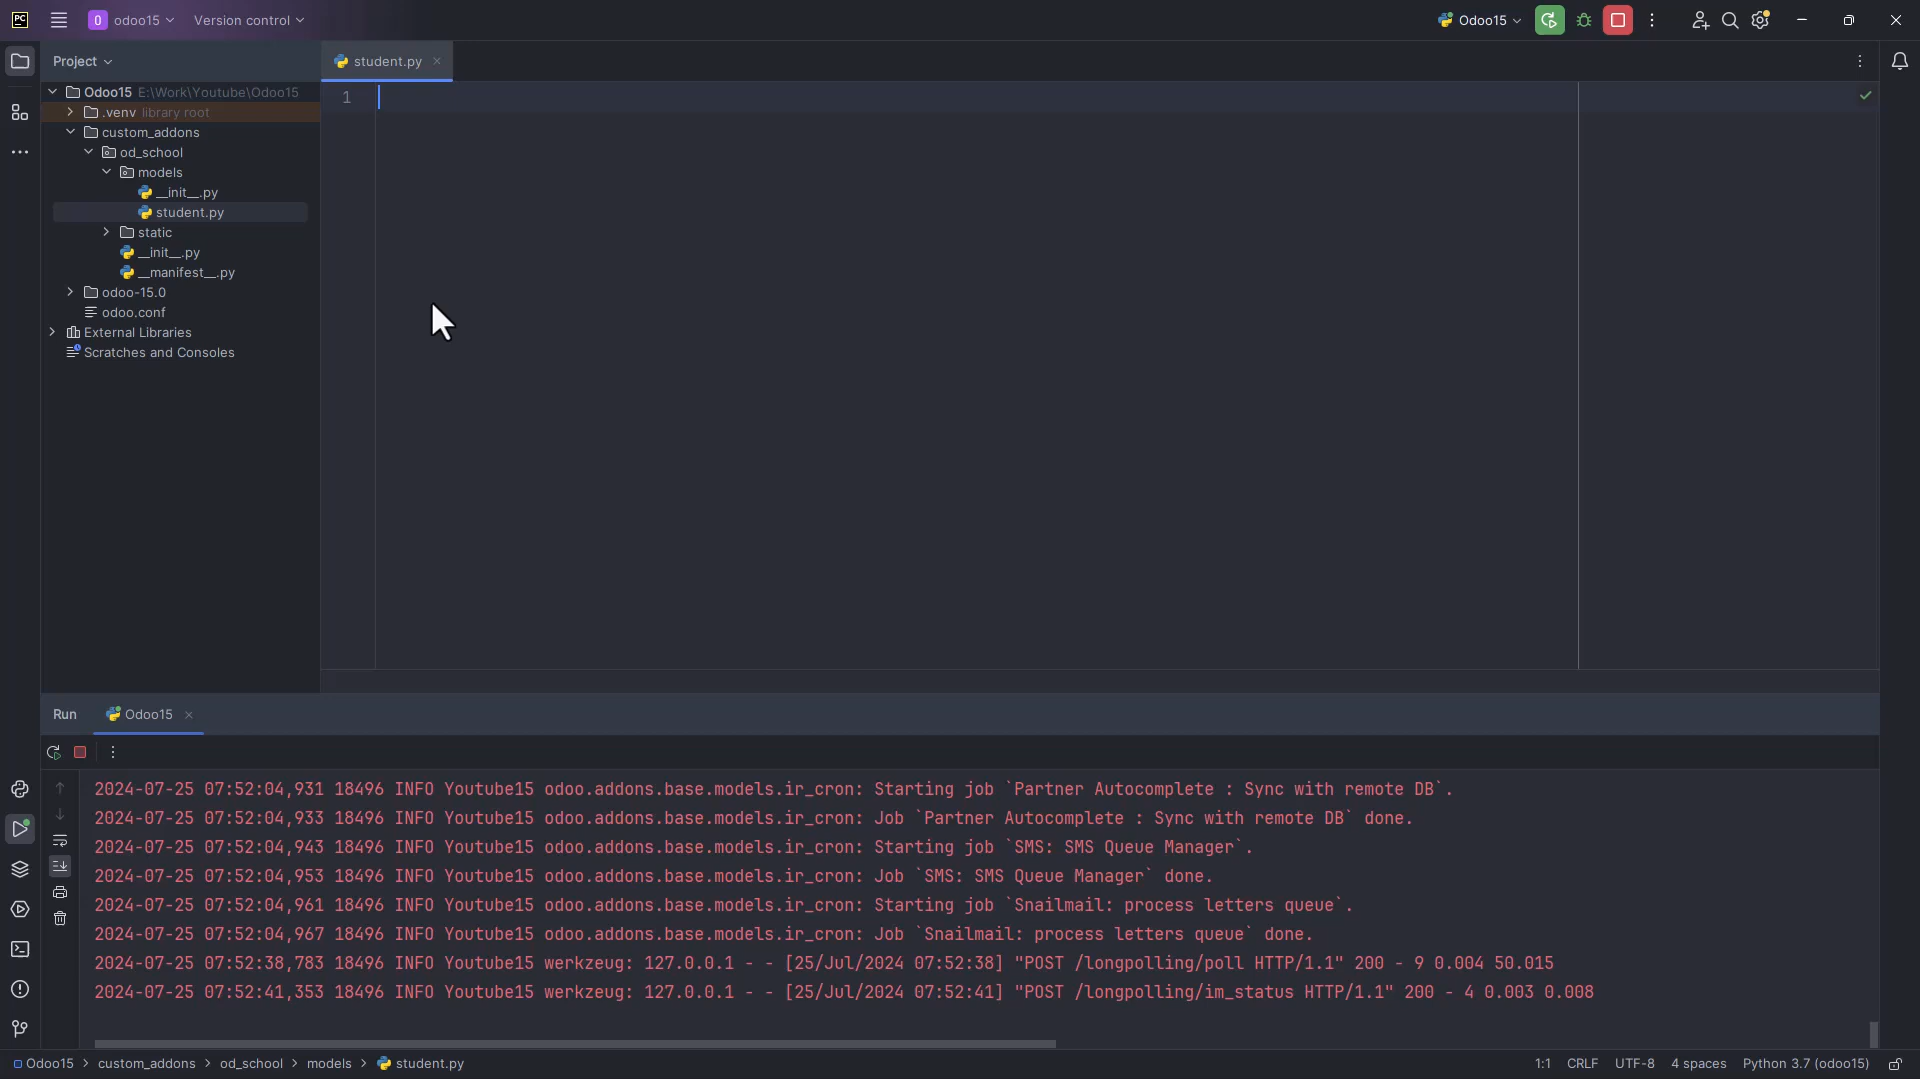 PC
O odoo15 Version control Odoo15
Project
student.py
Odoo15 E:\Work\Youtube\Odoo15
.venv library root
custom_addons
od_school
models
__init__.py
student.py
static
__init__.py
__manifest__.py
odoo-15.0
odoo.conf
External Libraries
Scratches and Consoles
1
Run Odoo15
2024-07-25 07:52:04,931 18496 INFO Youtube15 odoo.addons.base.models.ir_cron: Starting job `Partner Autocomplete : Sync with remote DB`.
2024-07-25 07:52:04,933 18496 INFO Youtube15 odoo.addons.base.models.ir_cron: Job `Partner Autocomplete : Sync with remote DB` done.
2024-07-25 07:52:04,943 18496 INFO Youtube15 odoo.addons.base.models.ir_cron: Starting job `SMS: SMS Queue Manager`.
2024-07-25 07:52:04,953 18496 INFO Youtube15 odoo.addons.base.models.ir_cron: Job `SMS: SMS Queue Manager` done.
2024-07-25 07:52:04,961 18496 INFO Youtube15 odoo.addons.base.models.ir_cron: Starting job `Snailmail: process letters queue`.
2024-07-25 07:52:04,967 18496 INFO Youtube15 odoo.addons.base.models.ir_cron: Job `Snailmail: process letters queue` done.
2024-07-25 07:52:38,783 18496 INFO Youtube15 werkzeug: 127.0.0.1 - - [25/Jul/2024 07:52:38] "POST /longpolling/poll HTTP/1.1" 200 - 9 0.004 50.015
2024-07-25 07:52:41,353 18496 INFO Youtube15 werkzeug: 127.0.0.1 - - [25/Jul/2024 07:52:41] "POST /longpolling/im_status HTTP/1.1" 200 - 4 0.003 0.008
Odoo15 > custom_addons > od_school > models > student.py 1:1 CRLF UTF-8 4 spaces Python 3.7 (odoo15)